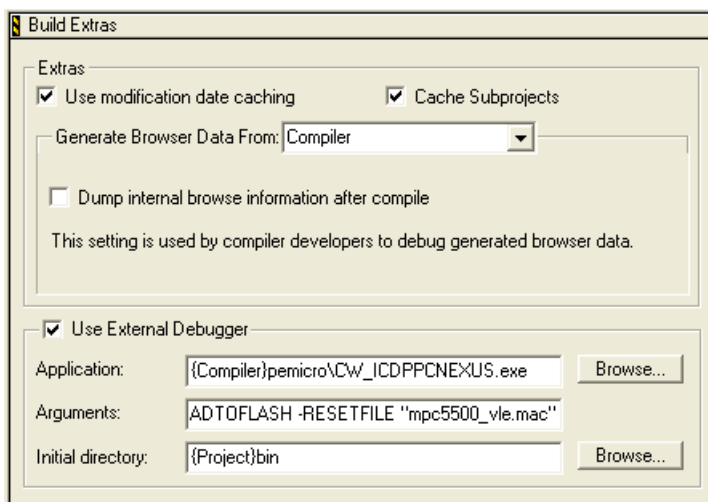 Build Extras
Extras
Use modification date caching
Cache Subprojects
Generate Browser Data From: Compiler
Dump internal browse information after compile
This setting is used by compiler developers to debug generated browser data.
Use External Debugger
Application: {Compiler}pemicro\CW_ICDPPCNEXUS.exe Browse...
Arguments: ADTOFLASH -RESETFILE "mpc5500_vle.mac"
Initial directory: {Project}bin Browse...